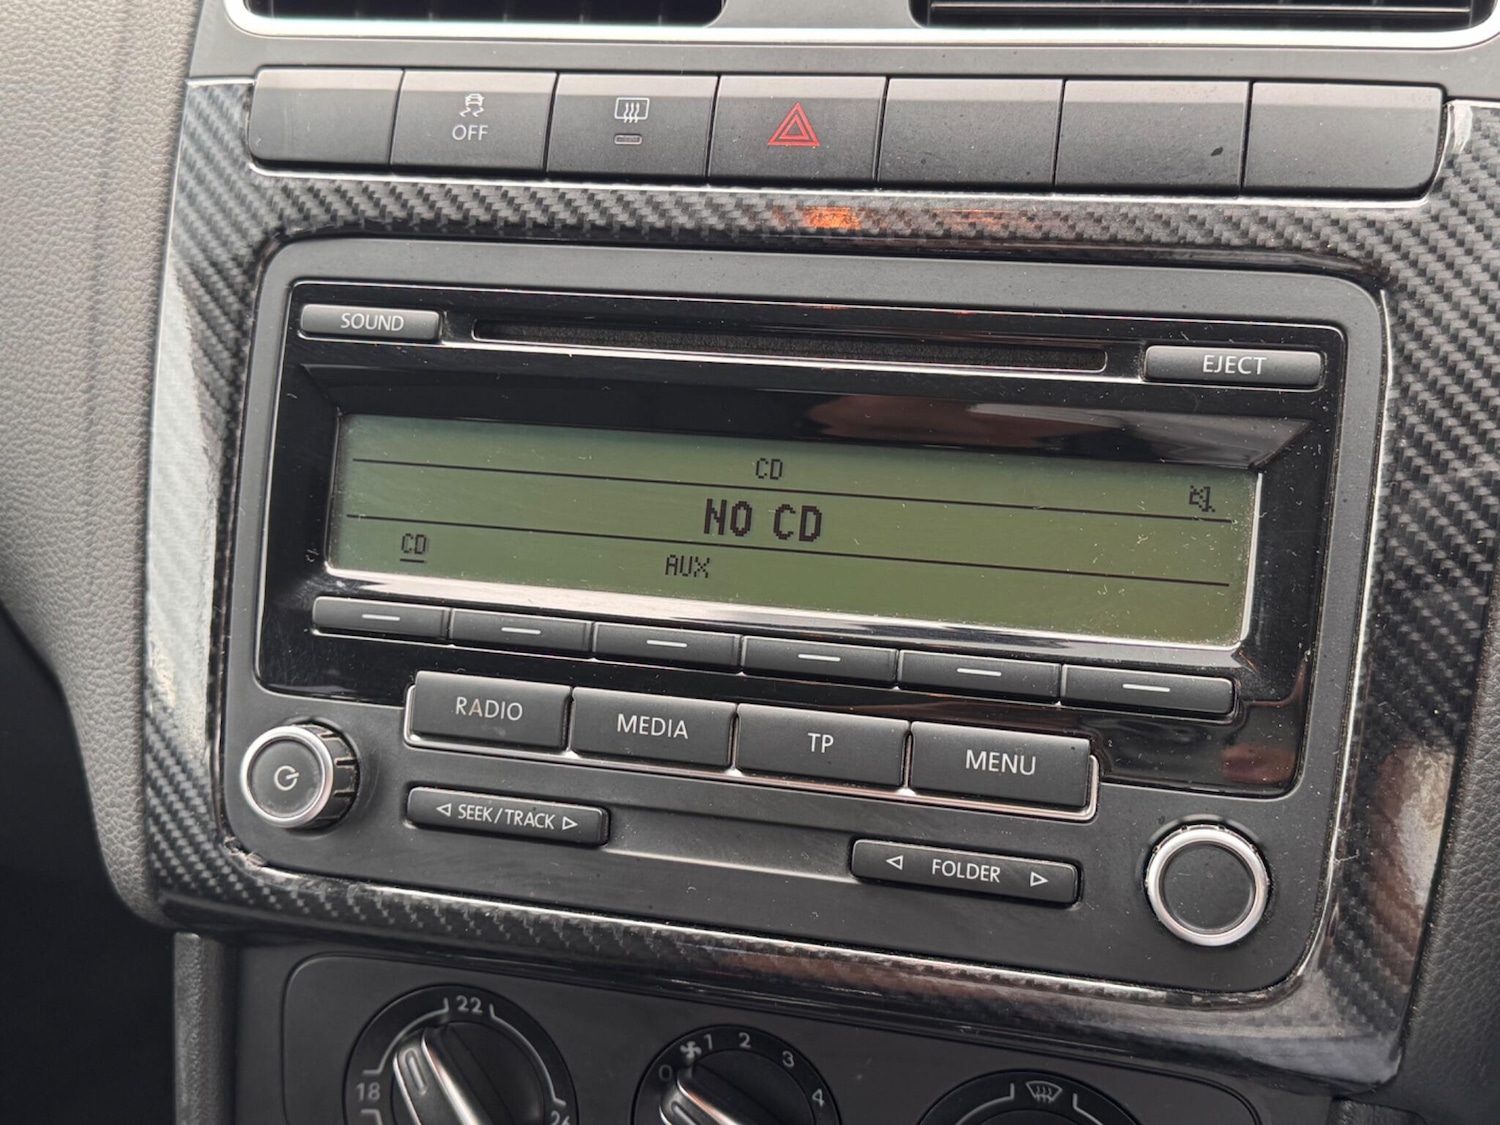 OFF
SOUND
EJECT
CD
NO CD
CD
AUX
RADIO
MEDIA
TP
MENU
SEEK/TRACK
FOLDER
22
18
26
0 1 2 3 4